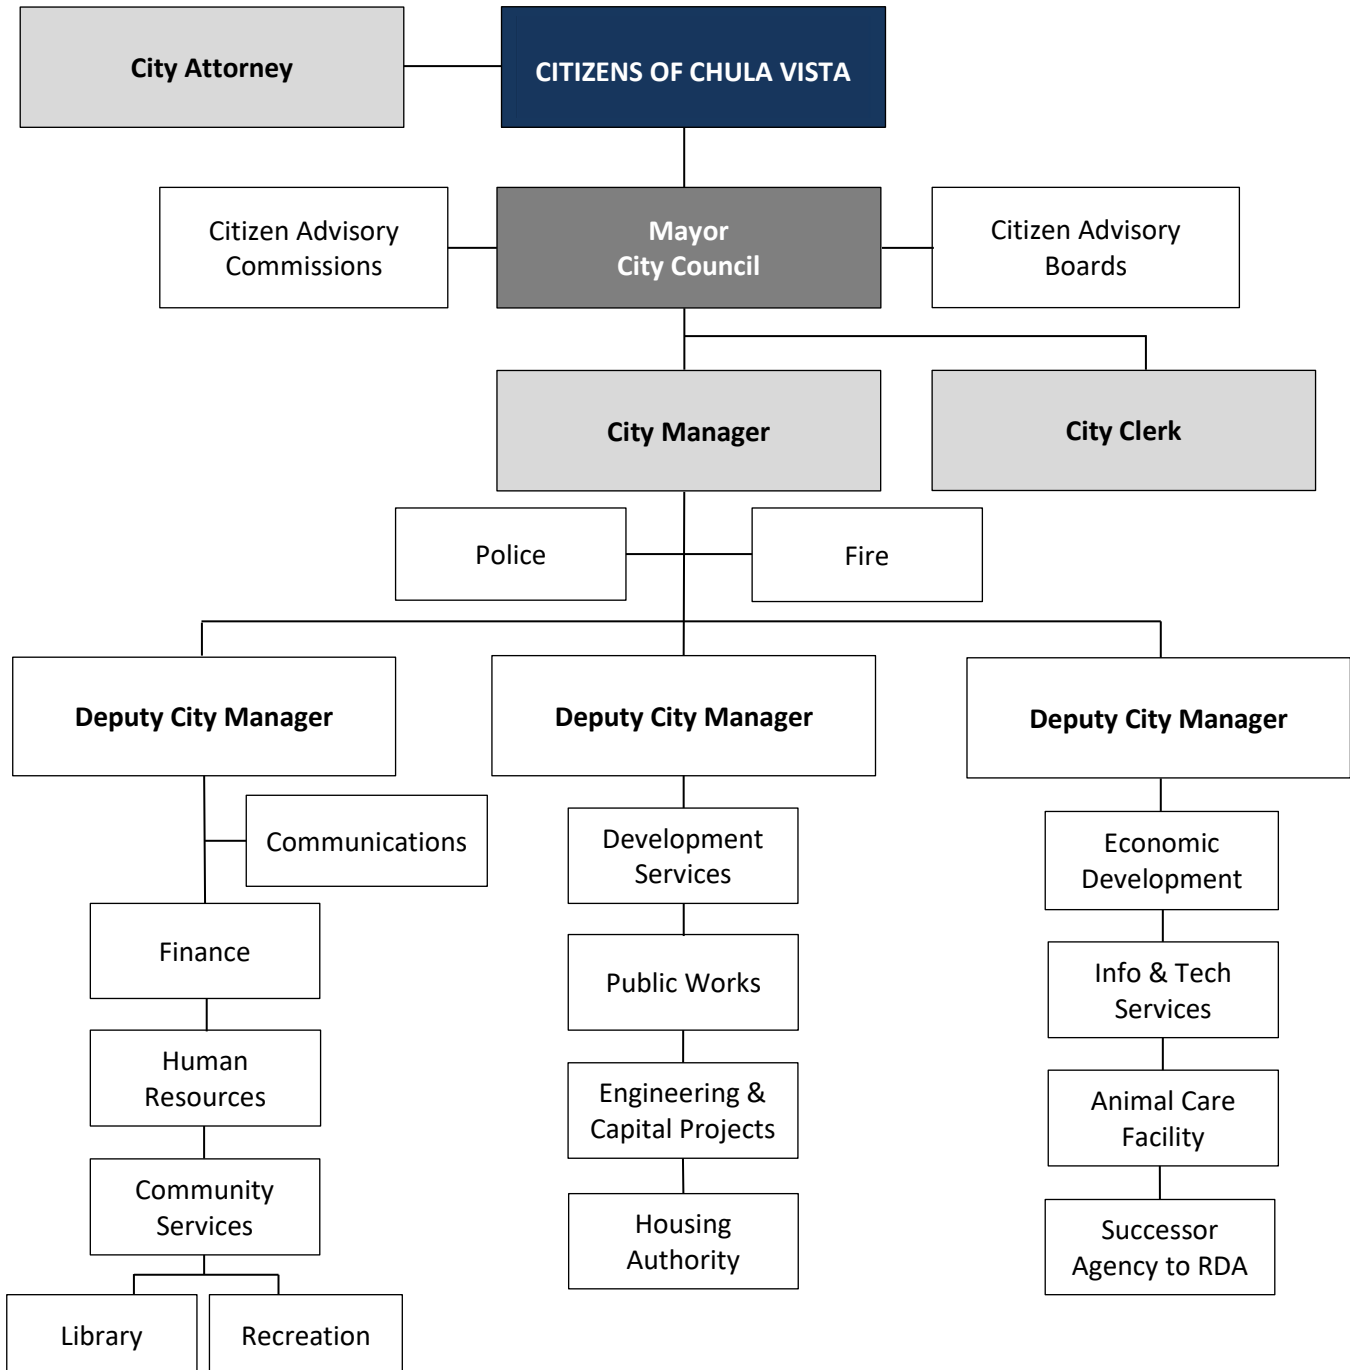 City Attorney
CITIZENS OF CHULA VISTA
Citizen Advisory
Commissions
Mayor
City Council
Citizen Advisory
Boards
City Manager
City Clerk
Police
Fire
Deputy City Manager
Deputy City Manager
Deputy City Manager
Communications
Finance
Human
Resources
Community
Services
Library
Recreation
Development
Services
Public Works
Engineering &
Capital Projects
Housing
Authority
Economic
Development
Info & Tech
Services
Animal Care
Facility
Successor
Agency to RDA